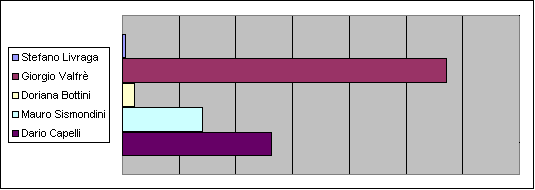 Stefano Livraga
Giorgio Valfrè
Doriana Bottini
Mauro Sismondini
Dario Capelli